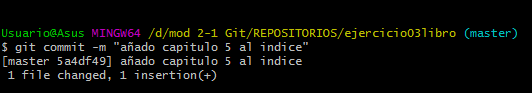 Usuario@Asus MINGW64 /d/mod 2-1 Git/REPOSITORIOS/ejercicio03libro (master)
$ git commit -m "añado capitulo 5 al indice"
[master 5a4df49] añado capitulo 5 al indice
 1 file changed, 1 insertion(+)